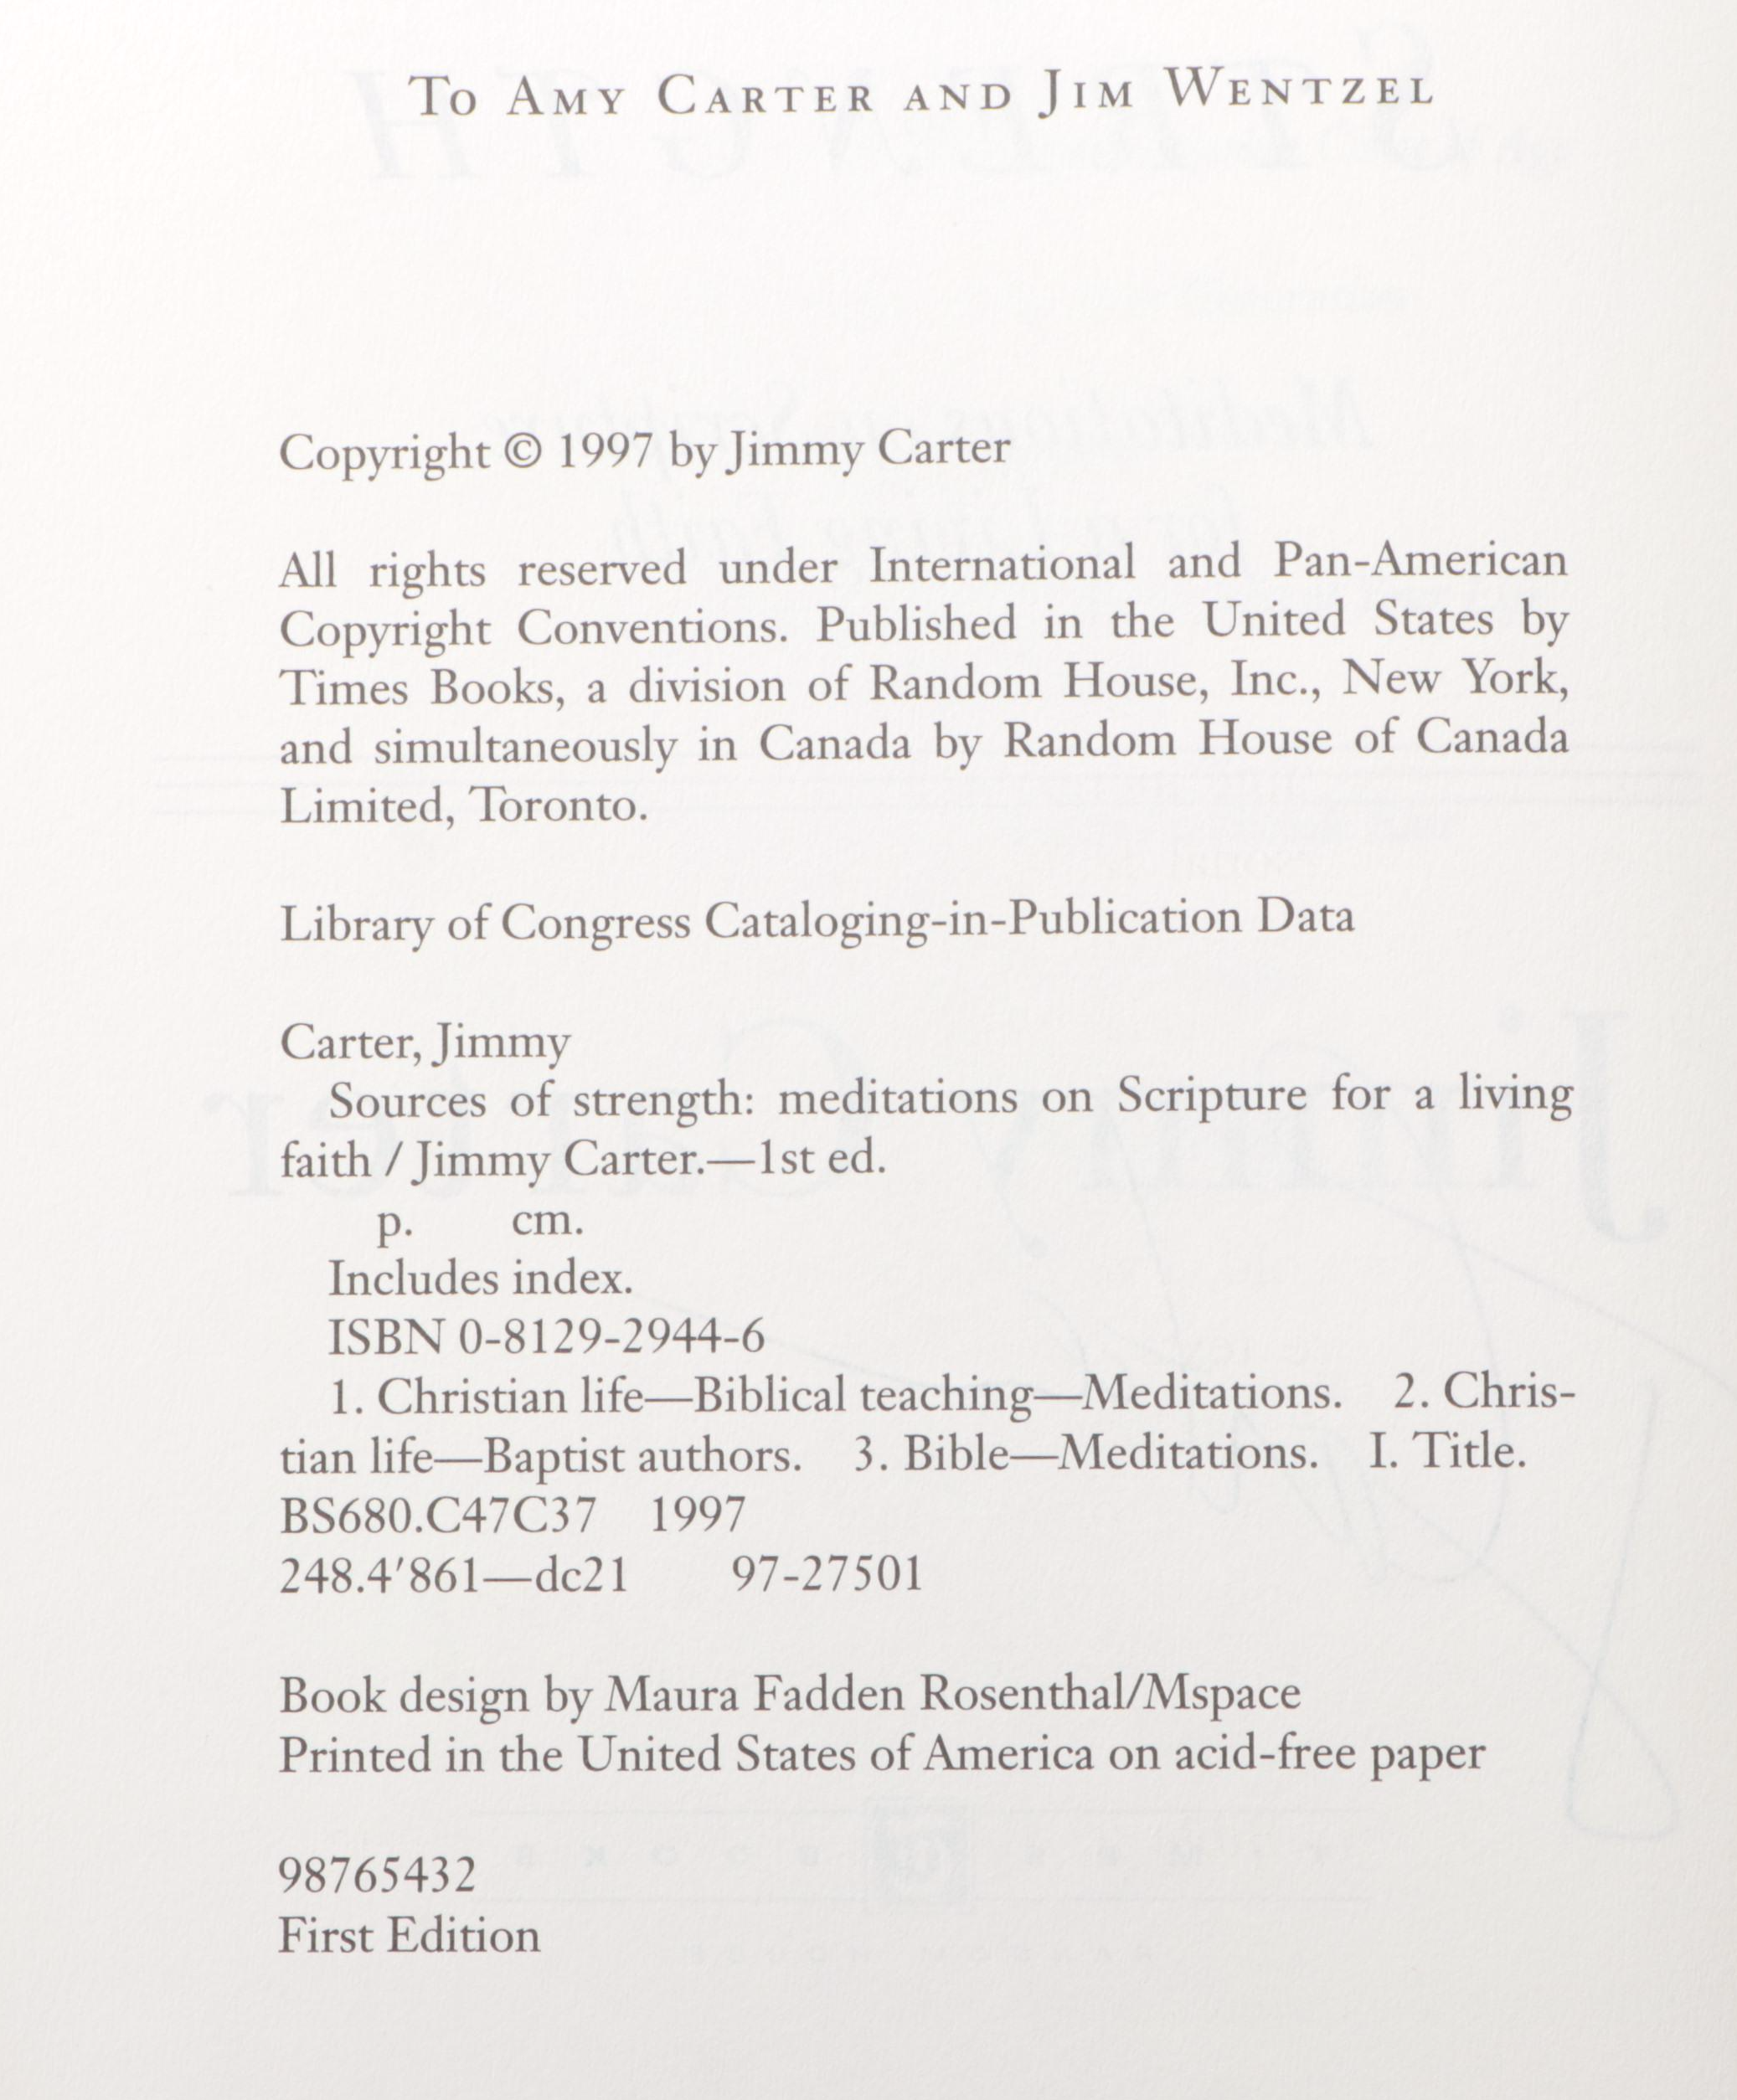 To Amy Carter and Jim Wentzel
Copyright © 1997 by Jimmy Carter
All rights reserved under International and Pan-American
Copyright Conventions. Published in the United States by
Times Books, a division of Random House, Inc., New York,
and simultaneously in Canada by Random House of Canada
Limited, Toronto.
Library of Congress Cataloging-in-Publication Data
Carter, Jimmy
Sources of strength: meditations on Scripture for a living
faith / Jimmy Carter.—1st ed.
p. cm.
Includes index.
ISBN 0-8129-2944-6
1. Christian life—Biblical teaching—Meditations. 2. Chris-
tian life—Baptist authors. 3. Bible—Meditations. I. Title.
BS680.C47C37 1997
248.4'861—dc21 97-27501
Book design by Maura Fadden Rosenthal/Mspace
Printed in the United States of America on acid-free paper
98765432
First Edition